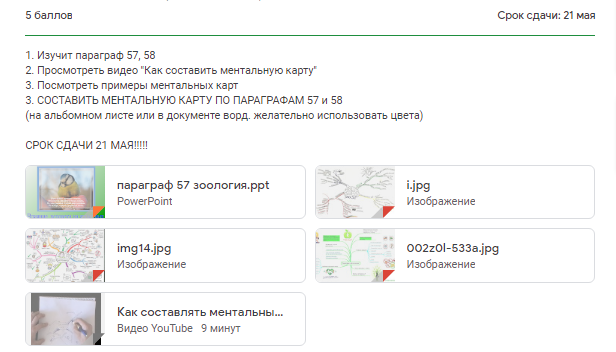 5 баллов
Срок сдачи: 21 мая
1. Изучит параграф 57, 58
2. Просмотреть видео "Как составить ментальную карту"
3. Посмотреть примеры ментальных карт
3. СОСТАВИТЬ МЕНТАЛЬНУЮ КАРТУ ПО ПАРАГРАФАМ 57 и 58
(на альбомном листе или в документе ворд. желательно использовать цвета)
СРОК СДАЧИ 21 МАЯ!!!!!
параграф 57 зоология.ppt
PowerPoint
i.jpg
Изображение
img14.jpg
Изображение
002z0l-533a.jpg
Изображение
Как составлять ментальны...
Видео YouTube 9 минут